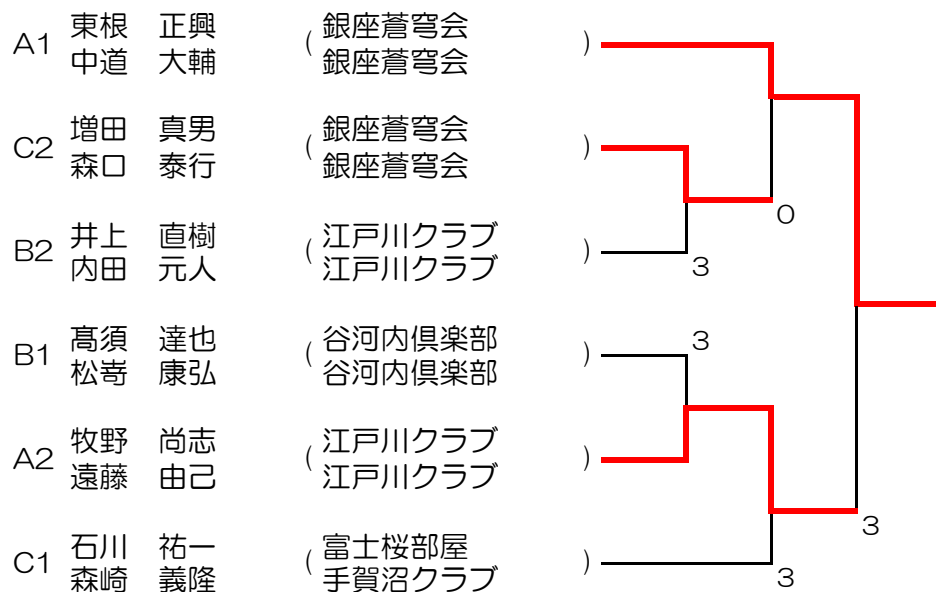 A1 東根 正興 ( 銀座蒼穹会 )
中道 大輔 銀座蒼穹会
C2 増田 真男 ( 銀座蒼穹会 )
森口 泰行 銀座蒼穹会
0
B2 井上 直樹 ( 江戸川クラブ )
内田 元人 江戸川クラブ
3
B1 髙須 達也 ( 谷河内倶楽部 ) 3
松嵜 康弘 谷河内倶楽部
A2 牧野 尚志 ( 江戸川クラブ )
遠藤 由己 江戸川クラブ
3
C1 石川 祐一 ( 富士桜部屋 )
森崎 義隆 手賀沼クラブ 3